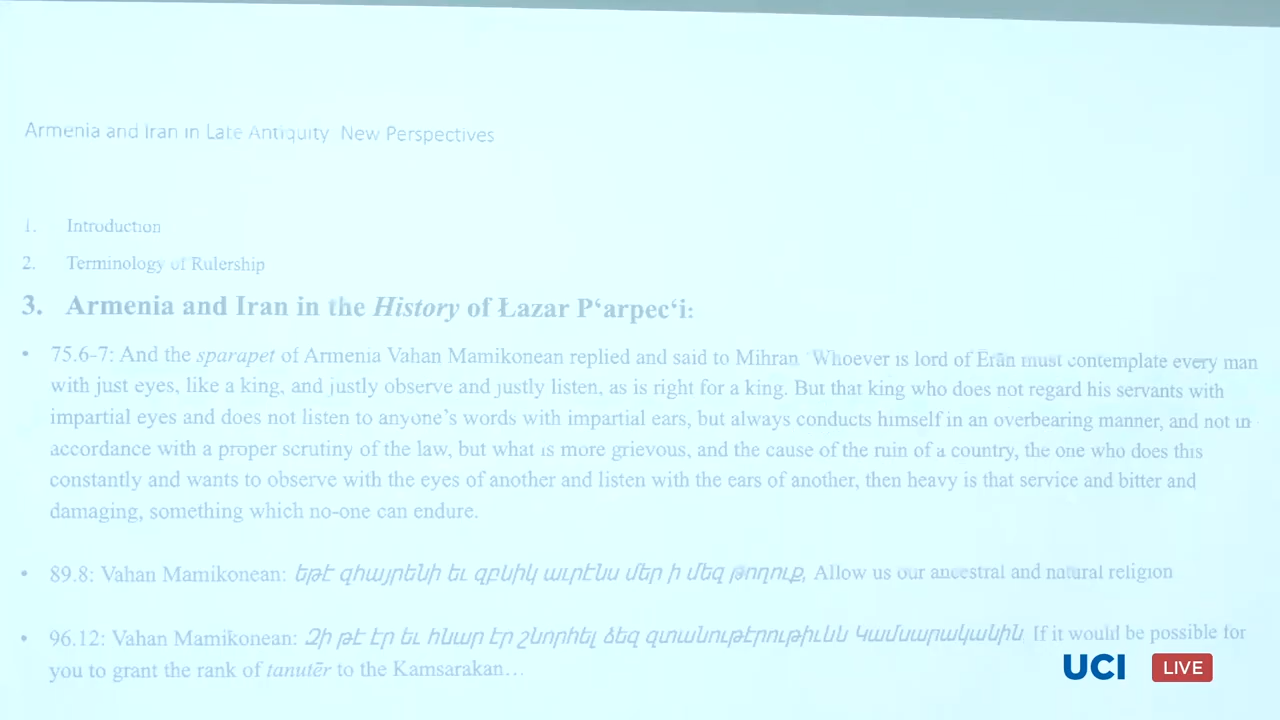 Armenia and Iran in Late Antiquity New Perspectives
1. Introduction
2. Terminology of Rulership
3. Armenia and Iran in the History of Łazar P‘arpec‘i:
• 75.6-7: And the sparapet of Armenia Vahan Mamikonean replied and said to Mihran Whoever is lord of Ērān must contemplate every man
with just eyes, like a king, and justly observe and justly listen, as is right for a king. But that king who does not regard his servants with
impartial eyes and does not listen to anyone’s words with impartial ears, but always conducts himself in an overbearing manner, and not in
accordance with a proper scrutiny of the law, but what is more grievous, and the cause of the ruin of a country, the one who does this
constantly and wants to observe with the eyes of another and listen with the ears of another, then heavy is that service and bitter and
damaging, something which no-one can endure.
• 89.8: Vahan Mamikonean: եթէ զհայրենի եւ զբնիկ աւրէնս մեր ի մեզ թողուք, Allow us our ancestral and natural religion
• 96.12: Vahan Mamikonean: Զի թէ էր եւ հնար էր շնորհել ձեզ զտանուտէրութիւնն Կամսարականին If it would be possible for
you to grant the rank of tanutēr to the Kamsarakan…
UCI LIVE